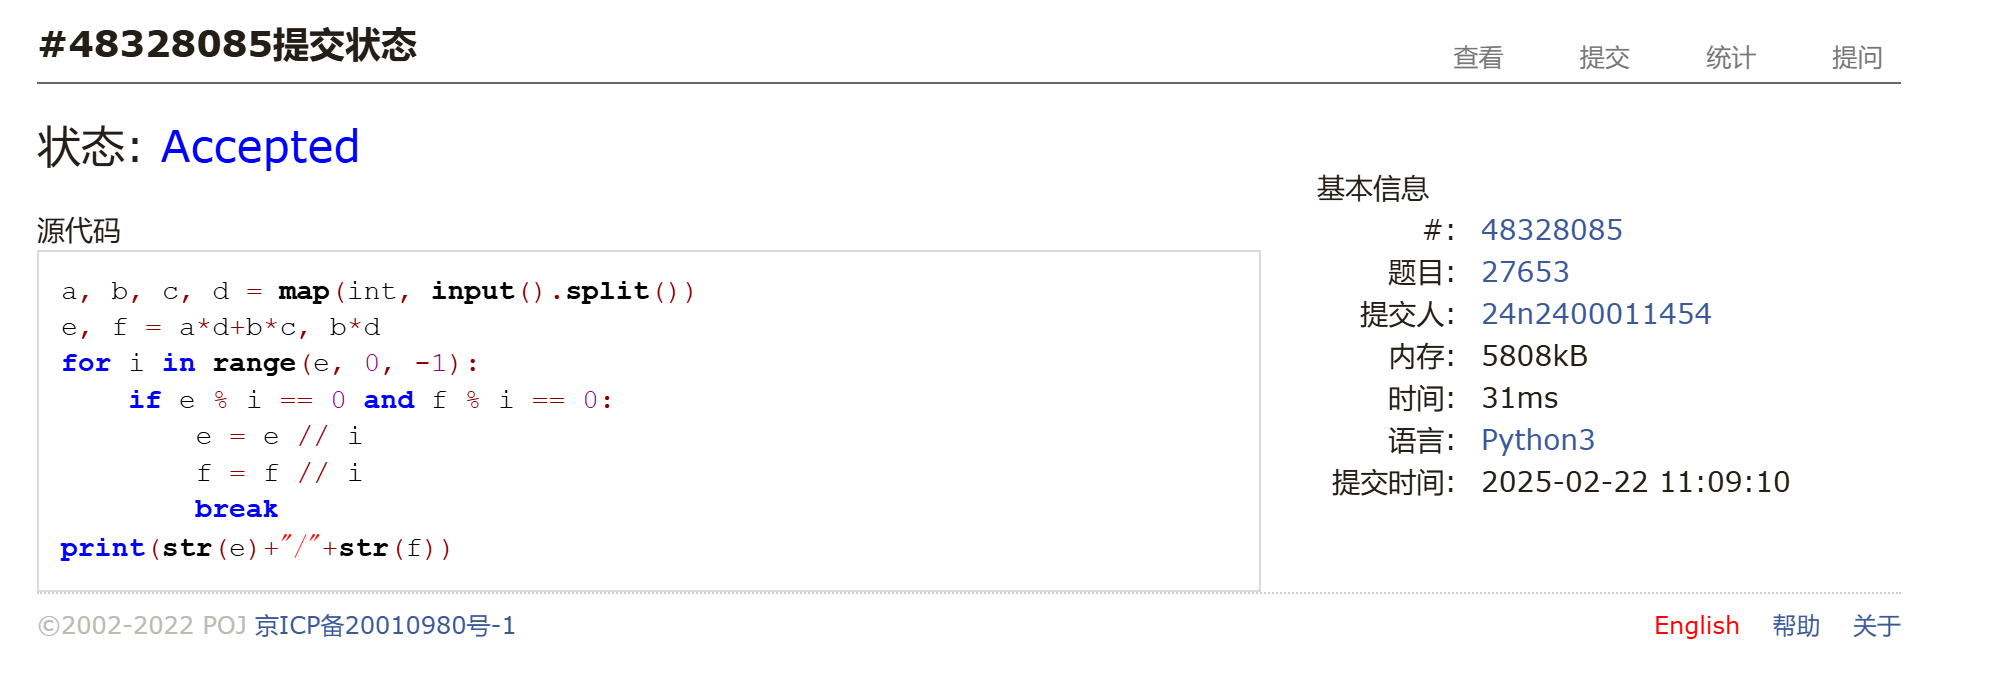 #48328085提交状态
查看 提交 统计 提问
状态: Accepted
源代码
a, b, c, d = map(int, input().split())
e, f = a*d+b*c, b*d
for i in range(e, 0, -1):
    if e % i == 0 and f % i == 0:
        e = e // i
        f = f // i
        break
print(str(e)+"/"+str(f))
基本信息
#: 48328085
题目: 27653
提交人: 24n2400011454
内存: 5808kB
时间: 31ms
语言: Python3
提交时间: 2025-02-22 11:09:10
©2002-2022 POJ 京ICP备20010980号-1
English 帮助 关于